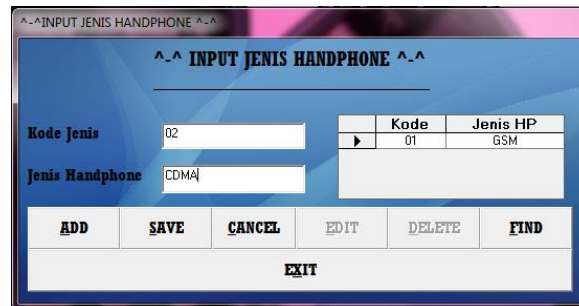 ^-^INPUT JENIS HANDPHONE ^-^
^-^ INPUT JENIS HANDPHONE ^-^
Kode Jenis 02
Jenis Handphone CDMA
Kode Jenis HP
01 GSM
ADD SAVE CANCEL EDIT DELETE FIND
EXIT